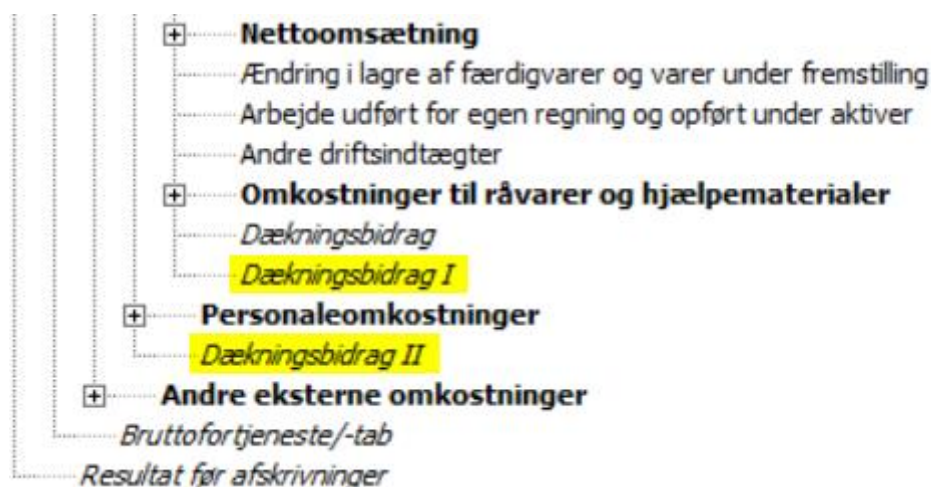 Nettoomsætning
Ændring i lagre af færdigvarer og varer under fremstilling
Arbejde udført for egen regning og opført under aktiver
Andre driftsindtægter
Omkostninger til råvarer og hjælpematerialer
Dækningsbidrag
Dækningsbidrag I
Personaleomkostninger
Dækningsbidrag II
Andre eksterne omkostninger
Bruttofortjeneste/-tab
Resultat før afskrivninger